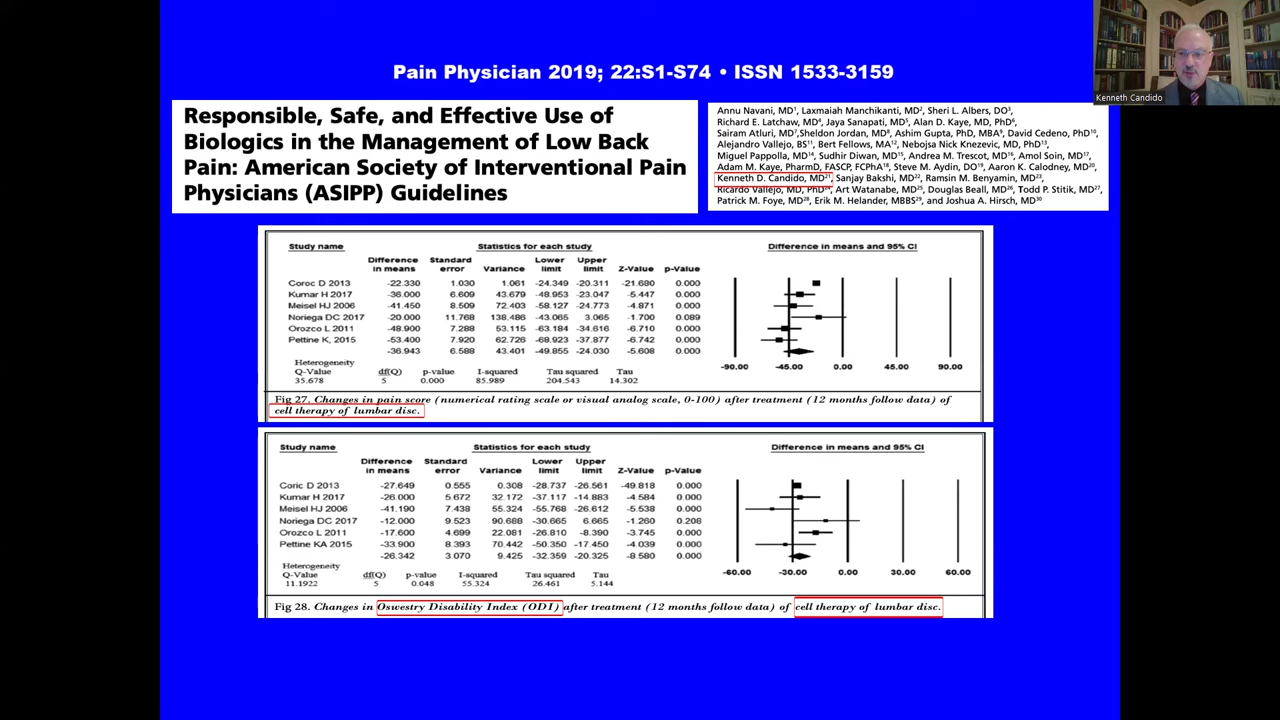 Pain Physician 2019; 22:S1-S74 • ISSN 1533-3159
Responsible, Safe, and Effective Use of
Biologics in the Management of Low Back
Pain: American Society of Interventional Pain
Physicians (ASIPP) Guidelines
Annu Navani, MD1, Laxmaiah Manchikanti, MD2, Sheri L. Albers, DO3,
Richard E. Latchaw, MD4, Jaya Sanapati, MD5, Alan D. Kaye, MD, PhD6,
Sairam Atluri, MD7,Sheldon Jordan, MD8, Ashim Gupta, PhD, MBA9, David Cedeno, PhD10,
Alejandro Vallejo, BS11, Bert Fellows, MA12, Nebojsa Nick Knezevic, MD, PhD13,
Miguel Pappolla, MD14, Sudhir Diwan, MD15, Andrea M. Trescot, MD16, Amol Soin, MD17,
Adam M. Kaye, PharmD, FASCP, FCPhA18, Steve M. Aydin, DO19, Aaron K. Calodney, MD20,
Kenneth D. Candido, MD21, Sanjay Bakshi, MD22, Ramsin M. Benyamin, MD23,
Ricardo Vallejo, MD, PhD24, Art Watanabe, MD25, Douglas Beall, MD26, Todd P. Stitik, MD27,
Patrick M. Foye, MD28, Erik M. Helander, MBBS29, and Joshua A. Hirsch, MD30
Kenneth Candido
Study name Statistics for each study Difference in means and 95% CI
Difference in means Standard error Variance Lower limit Upper limit Z-Value p-Value
Coroc D 2013 -22.330 1.030 1.061 -24.349 -20.311 -21.680 0.000
Kumar H 2017 -36.000 6.609 43.679 -48.953 -23.047 -5.447 0.000
Meisel HJ 2006 -41.450 8.509 72.403 -58.127 -24.773 -4.871 0.000
Noriega DC 2017 -20.000 11.768 138.486 -43.065 3.065 -1.700 0.089
Orozco L 2011 -48.900 7.288 53.115 -63.184 -34.616 -6.710 0.000
Pettine K, 2015 -53.400 7.920 62.726 -68.923 -37.877 -6.742 0.000
-36.943 6.588 43.401 -49.855 -24.030 -5.608 0.000
-90.00 -45.00 0.00 45.00 90.00
Heterogeneity
Q-Value df(Q) p-value I-squared Tau squared Tau
35.678 5 0.000 85.989 204.543 14.302
Fig 27. Changes in pain score (numerical rating scale or visual analog scale, 0-100) after treatment (12 months follow data) of
cell therapy of lumbar disc.
Study name Statistics for each study Difference in means and 95% CI
Difference in means Standard error Variance Lower limit Upper limit Z-Value p-Value
Coric D 2013 -27.649 0.555 0.308 -28.737 -26.561 -49.818 0.000
Kumar H 2017 -26.000 5.672 32.172 -37.117 -14.883 -4.584 0.000
Meisel HJ 2006 -41.190 7.438 55.324 -55.768 -26.612 -5.538 0.000
Noriega DC 2017 -12.000 9.523 90.688 -30.665 6.665 -1.260 0.208
Orozco L 2011 -17.600 4.699 22.081 -26.810 -8.390 -3.745 0.000
Pettine KA 2015 -33.900 8.393 70.442 -50.350 -17.450 -4.039 0.000
-26.342 3.070 9.425 -32.359 -20.325 -8.580 0.000
-60.00 -30.00 0.00 30.00 60.00
Heterogeneity
Q-Value df(Q) p-value I-squared Tau squared Tau
11.1922 5 0.048 55.324 26.461 5.144
Fig 28. Changes in Oswestry Disability Index (ODI) after treatment (12 months follow data) of cell therapy of lumbar disc.